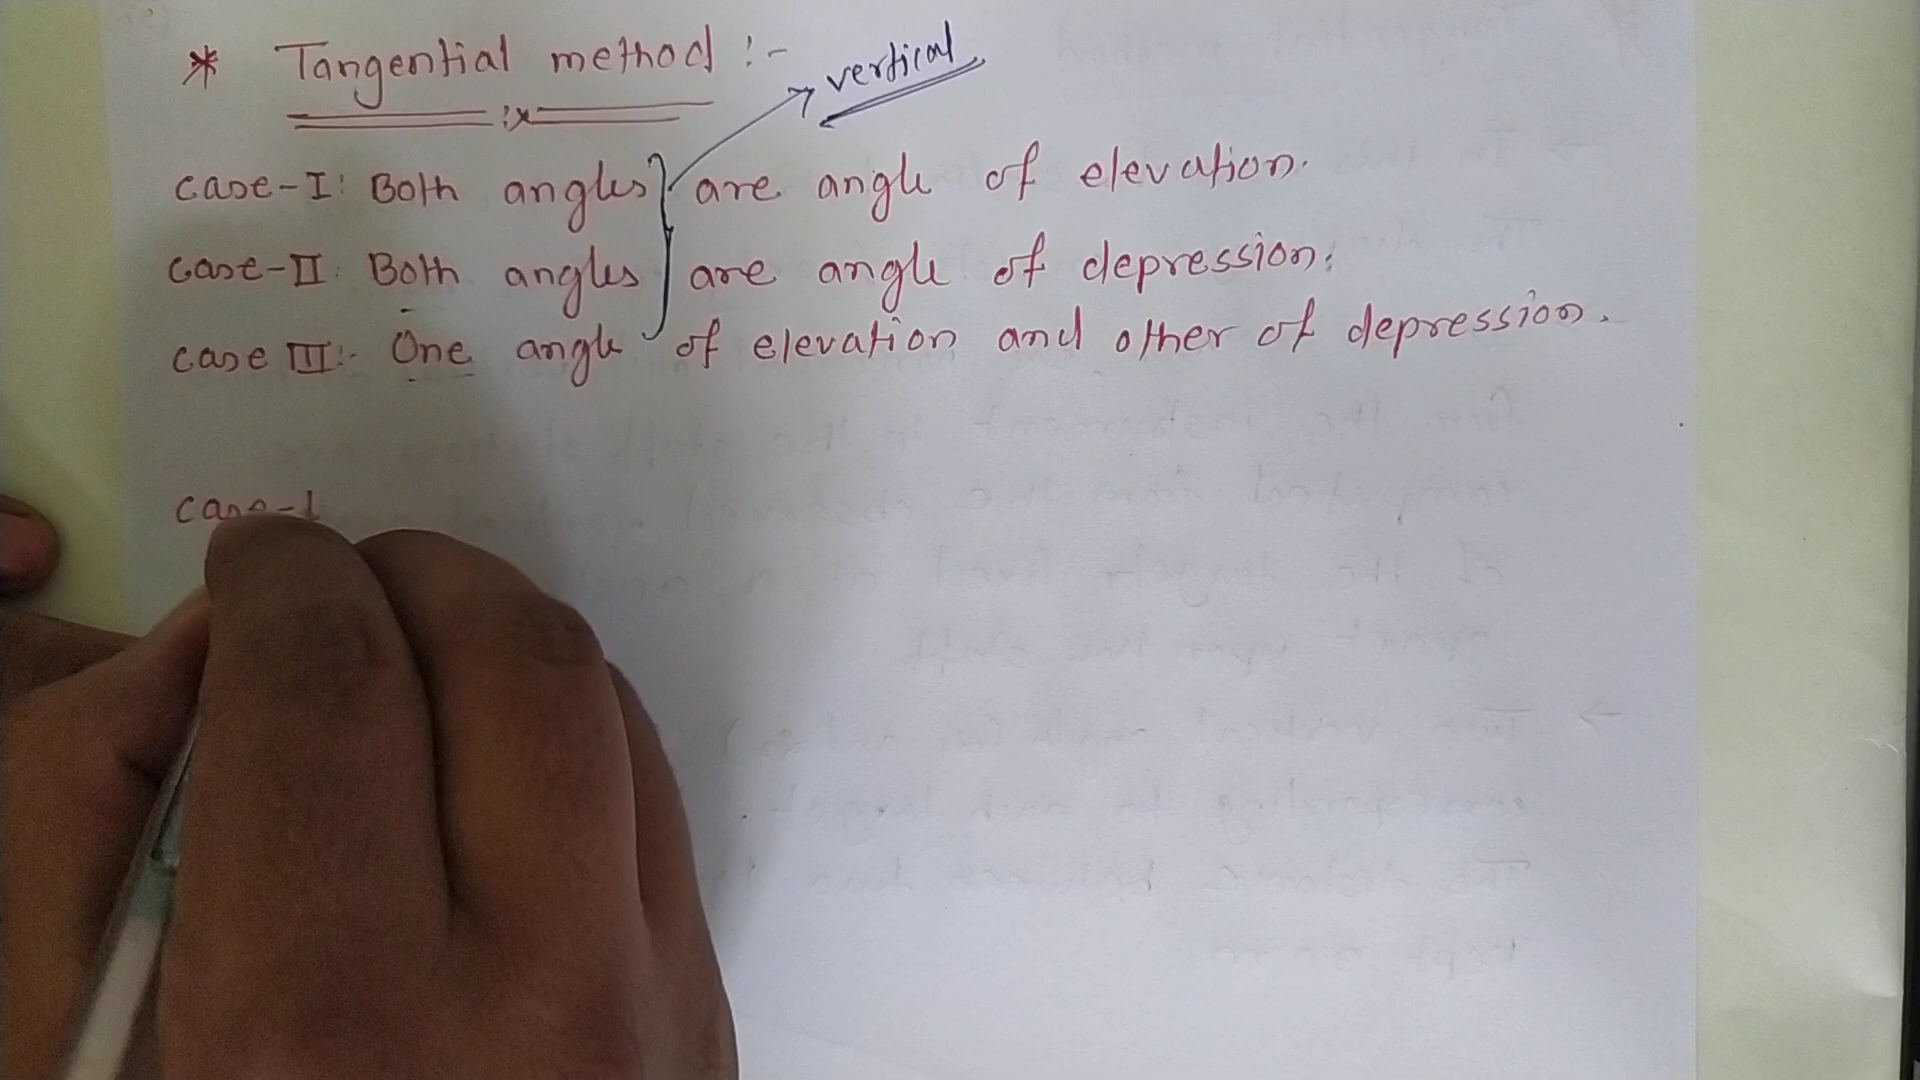 * Tangential method :-
vertical
case-I: Both angles are angle of elevation.
case-II: Both angles are angle of depression.
case III:- One angle of elevation and other of depression.
case-I